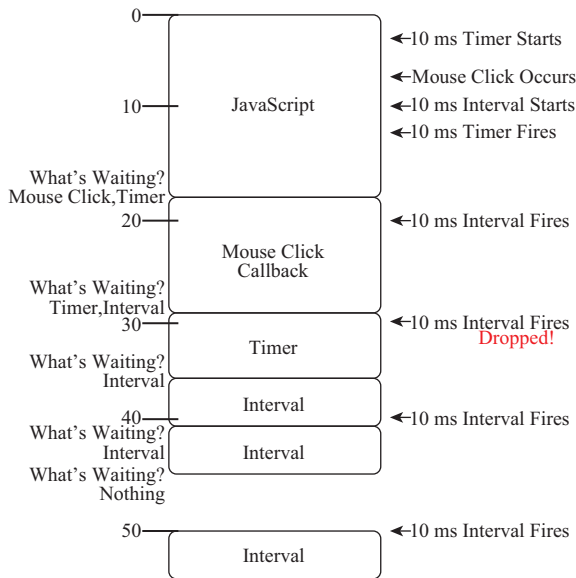 0
10 ms Timer Starts
Mouse Click Occurs
JavaScript
10
10 ms Interval Starts
10 ms Timer Fires
What's Waiting?
Mouse Click,Timer
20
10 ms Interval Fires
Mouse Click
Callback
What's Waiting?
Timer,Interval
30
10 ms Interval Fires
Dropped!
Timer
What's Waiting?
Interval
Interval
40
10 ms Interval Fires
What's Waiting?
Interval
Interval
What's Waiting?
Nothing
50
10 ms Interval Fires
Interval